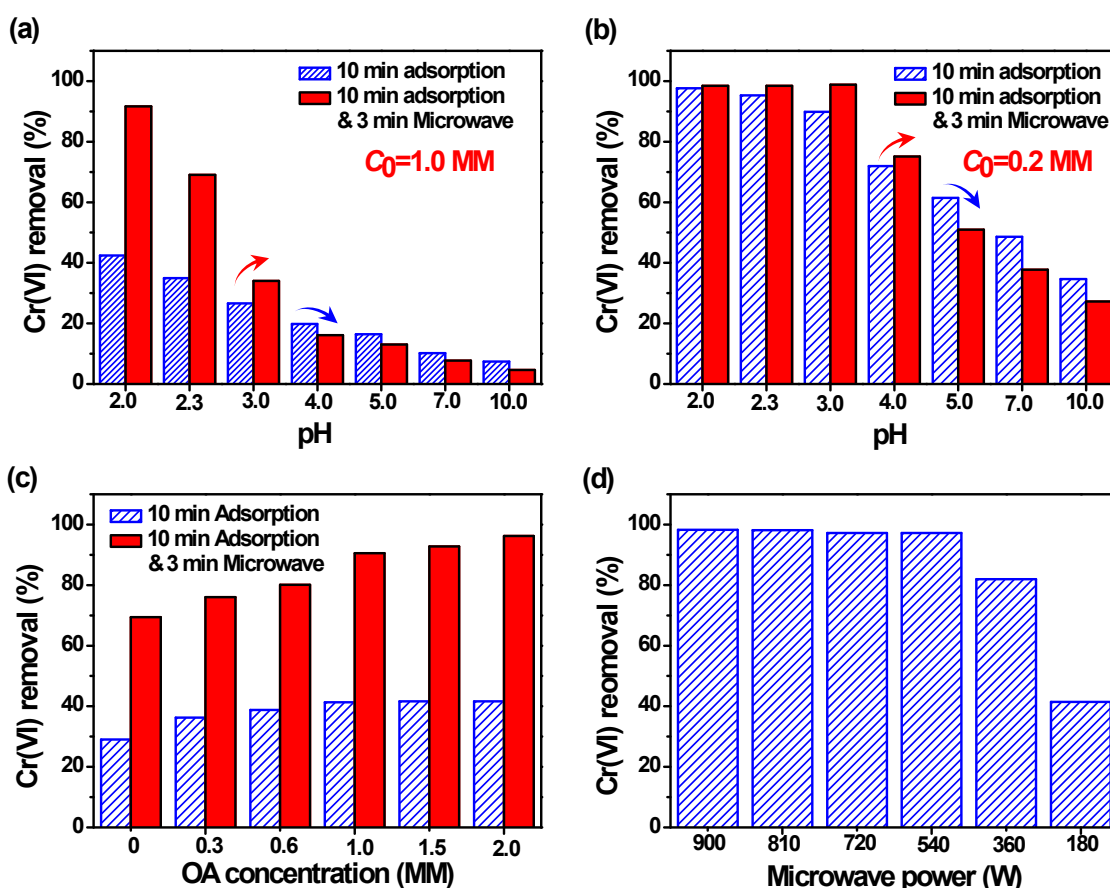 (a)
10 min adsorption
10 min adsorption
& 3 min Microwave
C0=1.0 MM
100
80
60
40
20
0
Cr(VI) removal (%)
2.0 2.3 3.0 4.0 5.0 7.0 10.0
pH
(b)
10 min adsorption
10 min adsorption
& 3 min Microwave
C0=0.2 MM
100
80
60
40
20
0
Cr(VI) removal (%)
2.0 2.3 3.0 4.0 5.0 7.0 10.0
pH
(c)
10 min Adsorption
10 min Adsorption
& 3 min Microwave
100
80
60
40
20
0
Cr(VI) removal (%)
0 0.3 0.6 1.0 1.5 2.0
OA concentration (MM)
(d)
100
80
60
40
20
0
Cr(VI) reomoval (%)
900 810 720 540 360 180
Microwave power (W)